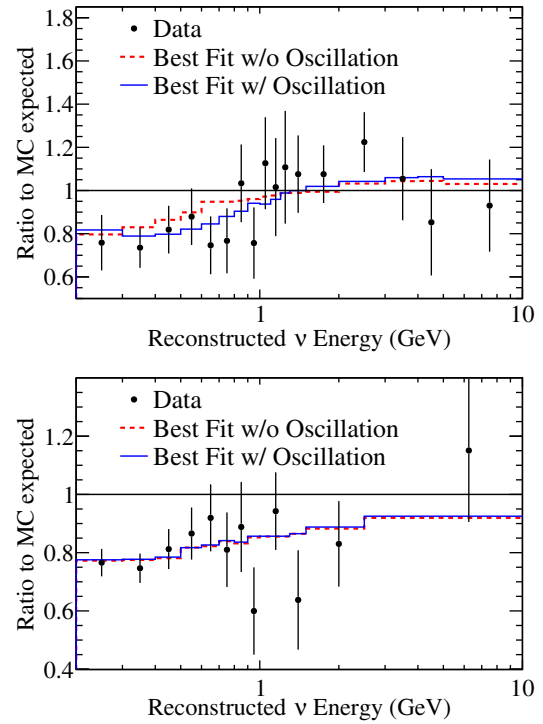 1.8
1.6
1.4
1.2
1
0.8
0.6
Ratio to MC expected
Data
Best Fit w/o Oscillation
Best Fit w/ Oscillation
1
10
Reconstructed ν Energy (GeV)
1.2
1
0.8
0.6
0.4
Ratio to MC expected
Data
Best Fit w/o Oscillation
Best Fit w/ Oscillation
1
10
Reconstructed ν Energy (GeV)